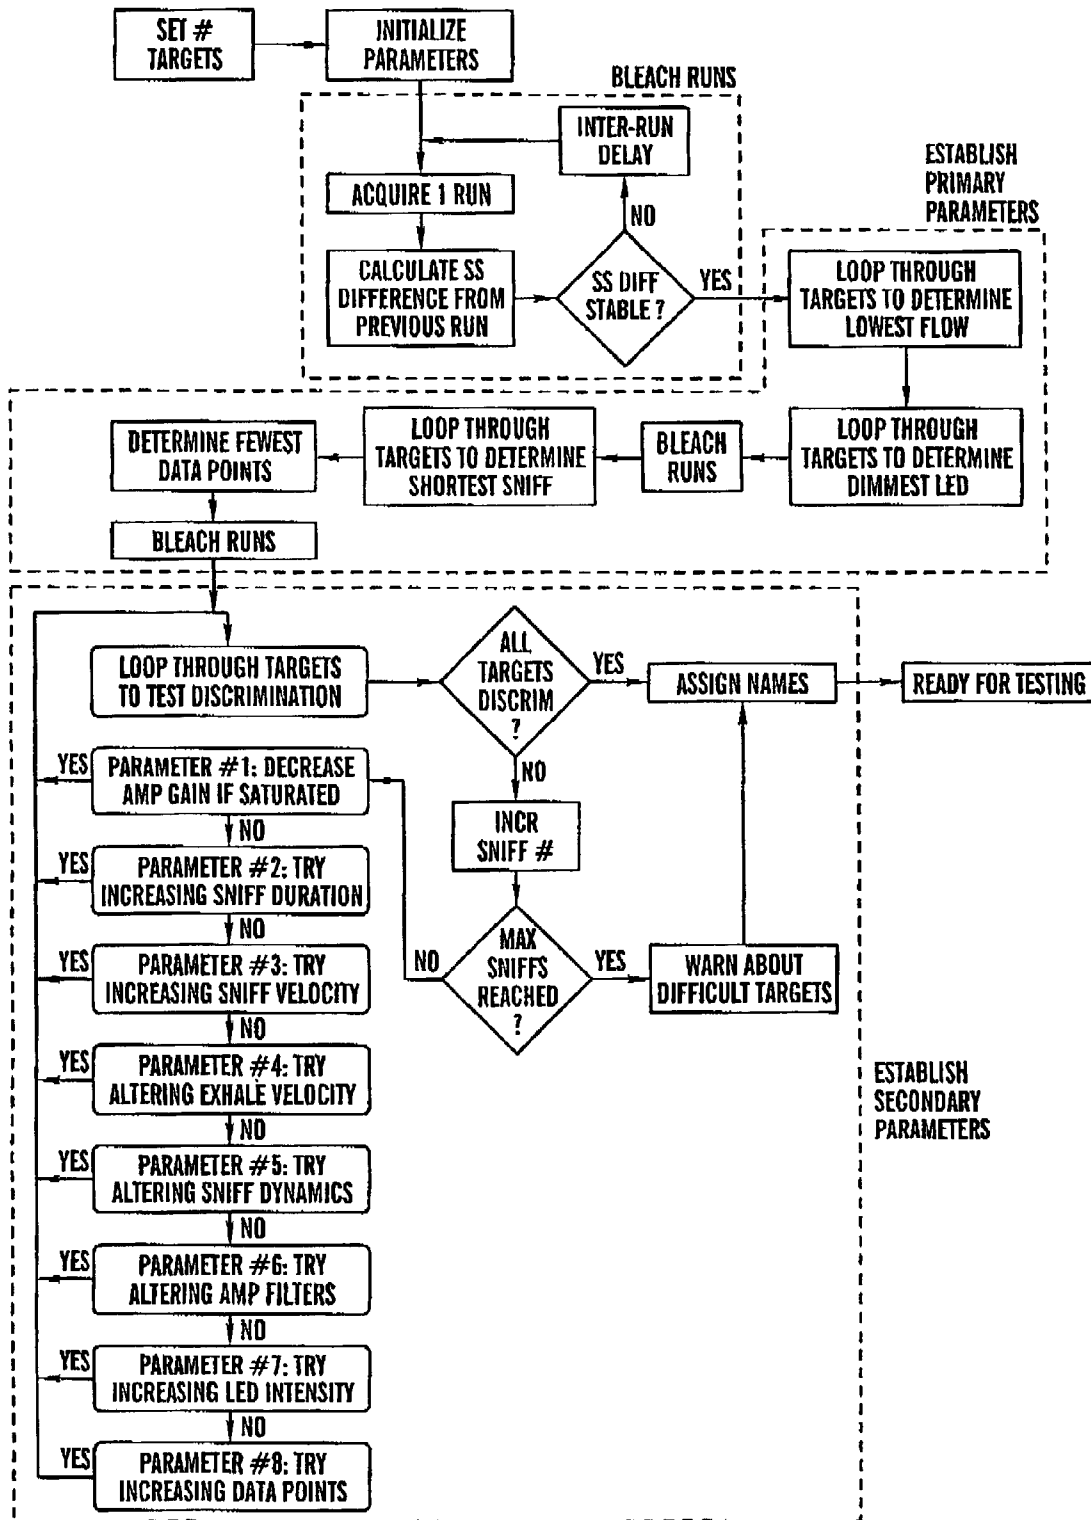 SET #
TARGETS
INITIALIZE
PARAMETERS
BLEACH RUNS
INTER-RUN
DELAY
ACQUIRE 1 RUN
NO
CALCULATE SS
DIFFERENCE FROM
PREVIOUS RUN
SS DIFF
STABLE ?
YES
ESTABLISH
PRIMARY
PARAMETERS
LOOP THROUGH
TARGETS TO DETERMINE
LOWEST FLOW
LOOP THROUGH
TARGETS TO DETERMINE
DIMMEST LED
BLEACH
RUNS
LOOP THROUGH
TARGETS TO DETERMINE
SHORTEST SNIFF
DETERMINE FEWEST
DATA POINTS
BLEACH RUNS
LOOP THROUGH TARGETS
TO TEST DISCRIMINATION
ALL
TARGETS
DISCRIM
?
YES
ASSIGN NAMES
READY FOR TESTING
NO
INCR
SNIFF #
MAX
SNIFFS
REACHED
?
NO
YES
WARN ABOUT
DIFFICULT TARGETS
YES
PARAMETER #1: DECREASE
AMP GAIN IF SATURATED
NO
YES
PARAMETER #2: TRY
INCREASING SNIFF DURATION
NO
YES
PARAMETER #3: TRY
INCREASING SNIFF VELOCITY
NO
YES
PARAMETER #4: TRY
ALTERING EXHALE VELOCITY
NO
YES
PARAMETER #5: TRY
ALTERING SNIFF DYNAMICS
NO
YES
PARAMETER #6: TRY
ALTERING AMP FILTERS
NO
YES
PARAMETER #7: TRY
INCREASING LED INTENSITY
NO
YES
PARAMETER #8: TRY
INCREASING DATA POINTS
ESTABLISH
SECONDARY
PARAMETERS